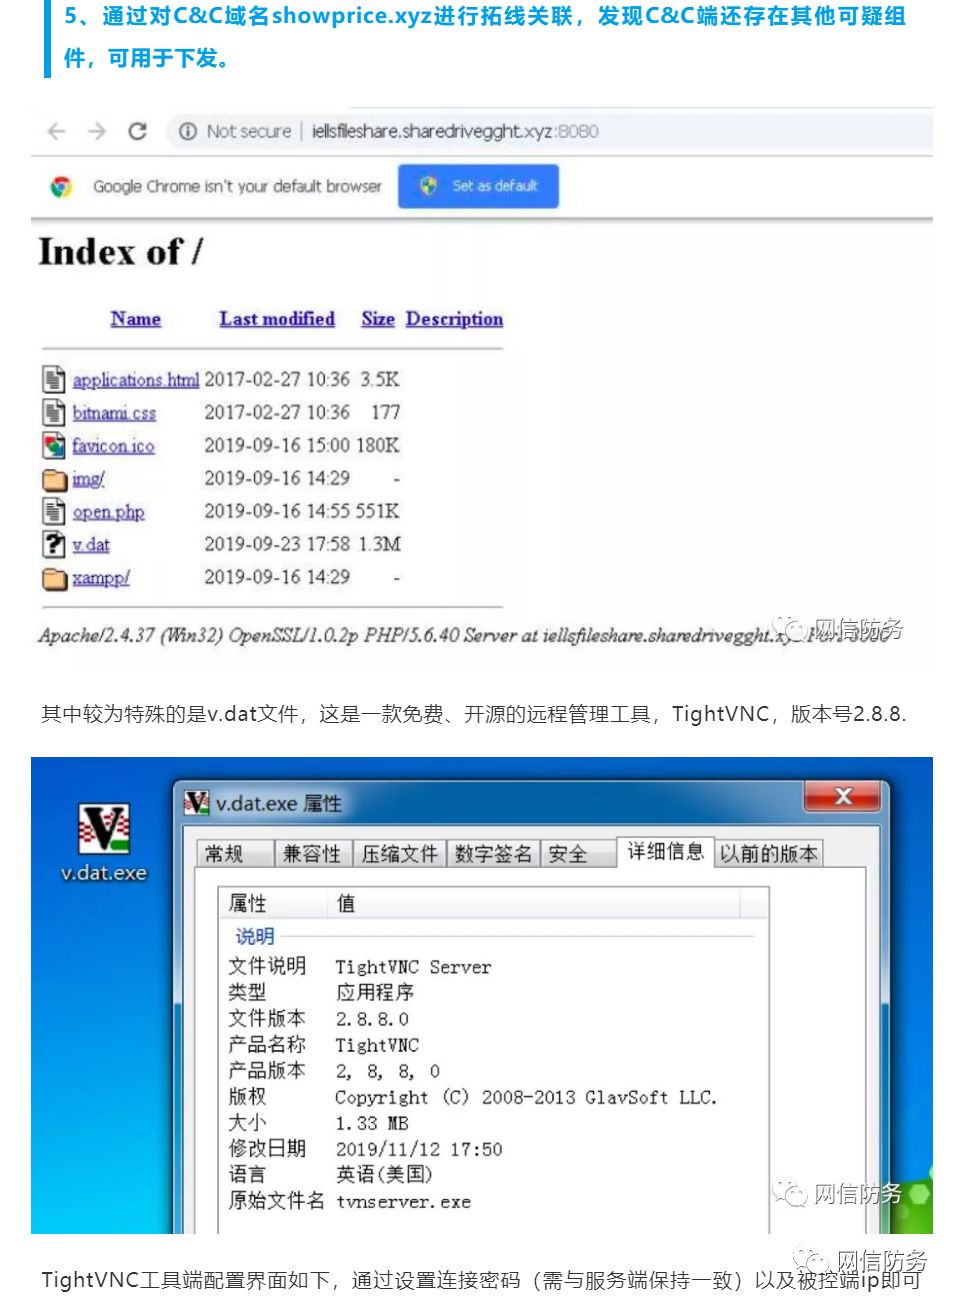 5、通过对C&C域名showprice.xyz进行拓线关联，发现C&C端还存在其他可疑组
件，可用于下发。
Not secure | iellsfileshare.sharedrivegght.xyz:8080
Google Chrome isn't your default browser Set as default
Index of /
Name Last modified Size Description
applications.html 2017-02-27 10:36 3.5K
bitnami.css 2017-02-27 10:36 177
favicon.ico 2019-09-16 15:00 180K
img/ 2019-09-16 14:29 -
open.php 2019-09-16 14:55 551K
v.dat 2019-09-23 17:58 1.3M
xampp/ 2019-09-16 14:29 -
Apache/2.4.37 (Win32) OpenSSL/1.0.2p PHP/5.6.40 Server at iellsfileshare.sharedrivegght.xyz Port 8080
网信防务
其中较为特殊的是v.dat文件，这是一款免费、开源的远程管理工具，TightVNC，版本号2.8.8.
v.dat.exe
v.dat.exe 属性
常规 兼容性 压缩文件 数字签名 安全 详细信息 以前的版本
属性 值
说明
文件说明 TightVNC Server
类型 应用程序
文件版本 2.8.8.0
产品名称 TightVNC
产品版本 2, 8, 8, 0
版权 Copyright (C) 2008-2013 GlavSoft LLC.
大小 1.33 MB
修改日期 2019/11/12 17:50
语言 英语(美国)
原始文件名 tvnserver.exe
网信防务
TightVNC工具端配置界面如下，通过设置连接密码（需与服务端保持一致）以及被控端ip即可
网信防务